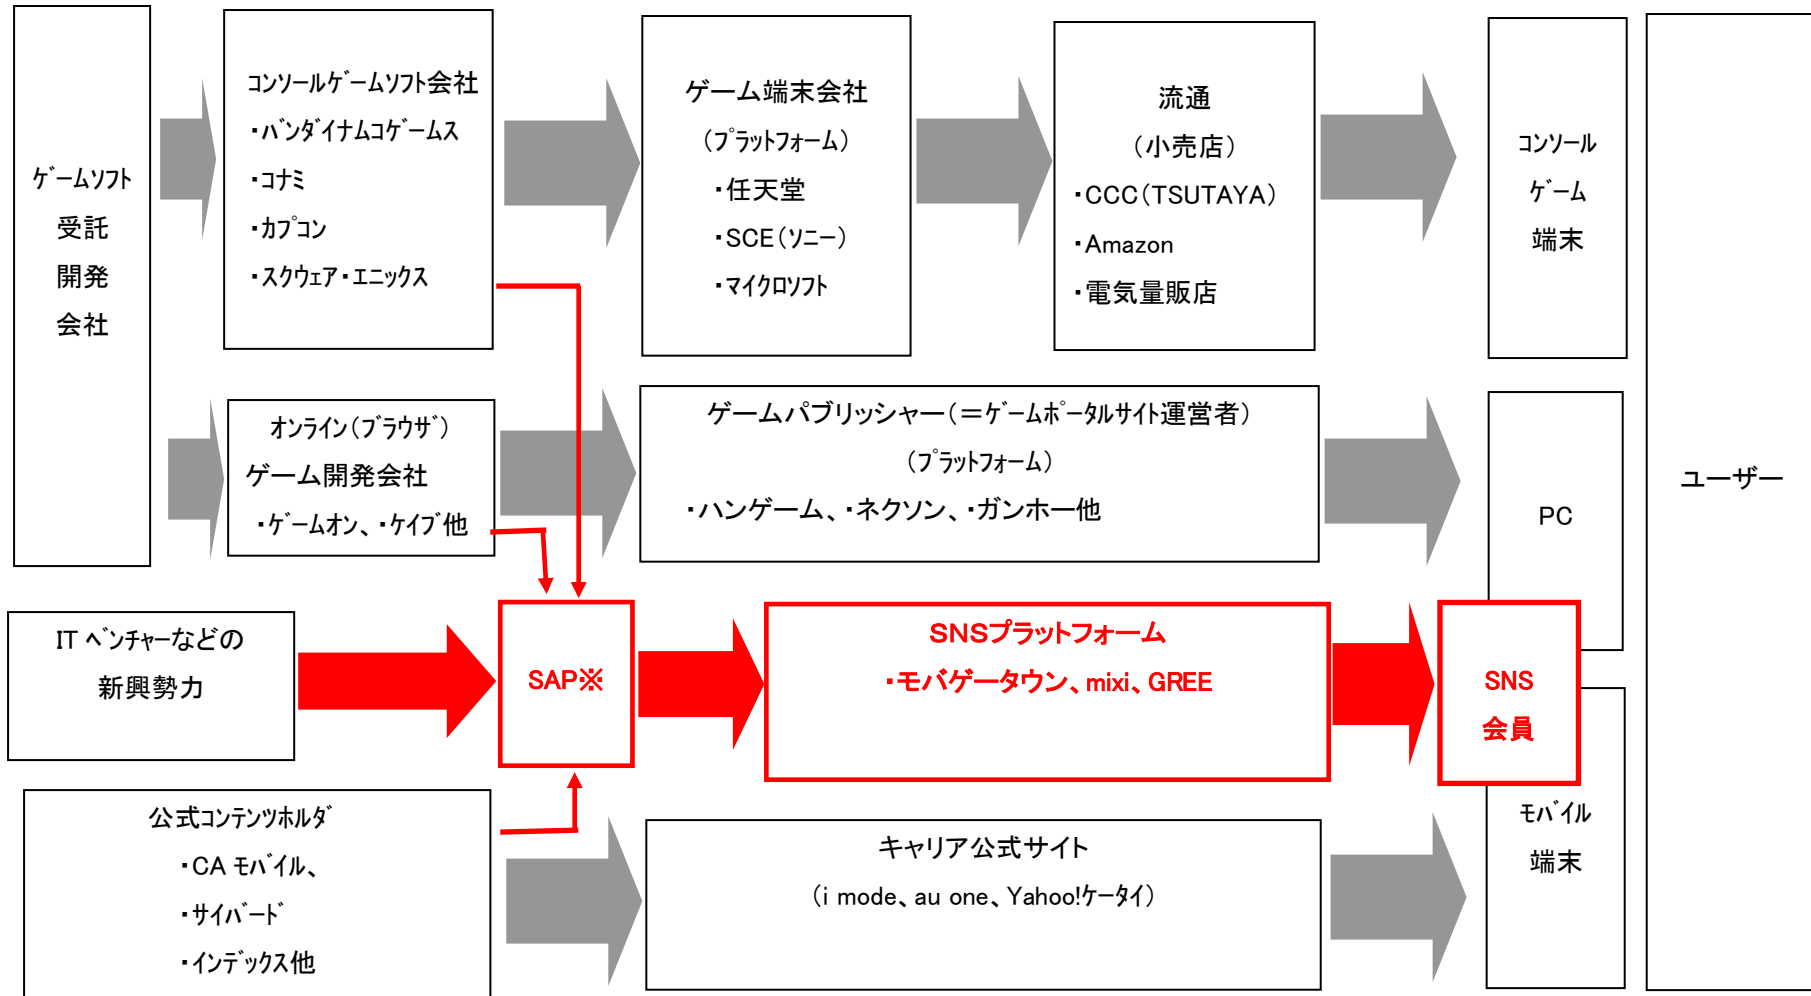 ｹﾞｰﾑソフト
受託
開発
会社
ｺﾝｿｰﾙｹﾞｰﾑｿﾌﾄ会社
・ﾊﾞﾝﾀﾞｲﾅﾑｺｹﾞｰﾑｽ
・ｺﾅﾐ
・ｶﾌﾟｺﾝ
・ｽｸｳｪｱ・ｴﾆｯｸｽ
ゲーム端末会社
（ﾌﾟﾗｯﾄﾌｫｰﾑ）
・任天堂
・SCE（ｿﾆｰ）
・ﾏｲｸﾛｿﾌﾄ
流通
（小売店）
・CCC（TSUTAYA）
・Amazon
・電気量販店
ｺﾝｿｰﾙ
ｹﾞｰﾑ
端末
ユーザー
オンライン（ﾌﾞﾗｳｻﾞ）
ゲーム開発会社
・ｹﾞｰﾑｵﾝ、・ケイブ他
ゲームパブリッシャー（＝ｹﾞｰﾑﾎﾟｰﾀﾙｻｲﾄ運営者）
（ﾌﾟﾗｯﾄﾌｫｰﾑ）
・ハンゲーム、・ネクソン、・ガンホー他
PC
IT ﾍﾞﾝﾁｬｰなどの
新興勢力
SAP※
ＳＮＳプラットフォーム
・モバゲータウン、mixi、GREE
SNS
会員
公式ｺﾝﾃﾝﾂﾎﾙﾀﾞ
・CA ﾓﾊﾞｲﾙ、
・ｻｲﾊﾞｰﾄﾞ
・ｲﾝﾃﾞｯｸｽ他
キャリア公式サイト
（i mode、au one、Yahoo!ｹｰﾀｲ）
ﾓﾊﾞｲﾙ
端末